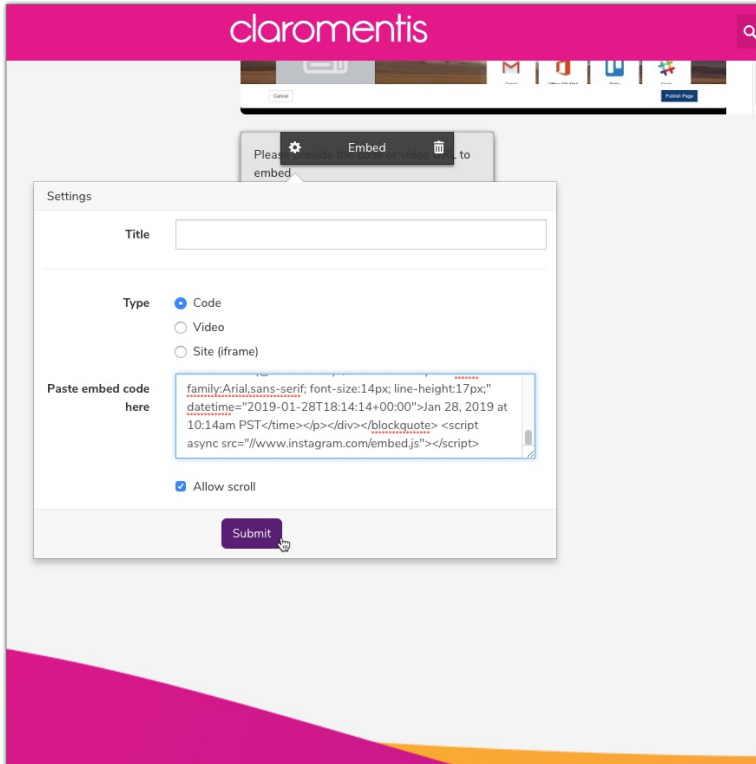 claromentis
Cancel
Publish Page
Embed
Please provide the code or video URL to
embed
Settings
Title
Type
Code
Video
Site (iframe)
Paste embed code
here
family:Arial,sans-serif; font-size:14px; line-height:17px;"
datetime="2019-01-28T18:14:14+00:00">Jan 28, 2019 at
10:14am PST</time></p></div></blockquote> <script
async src="//www.instagram.com/embed.js"></script>
Allow scroll
Submit